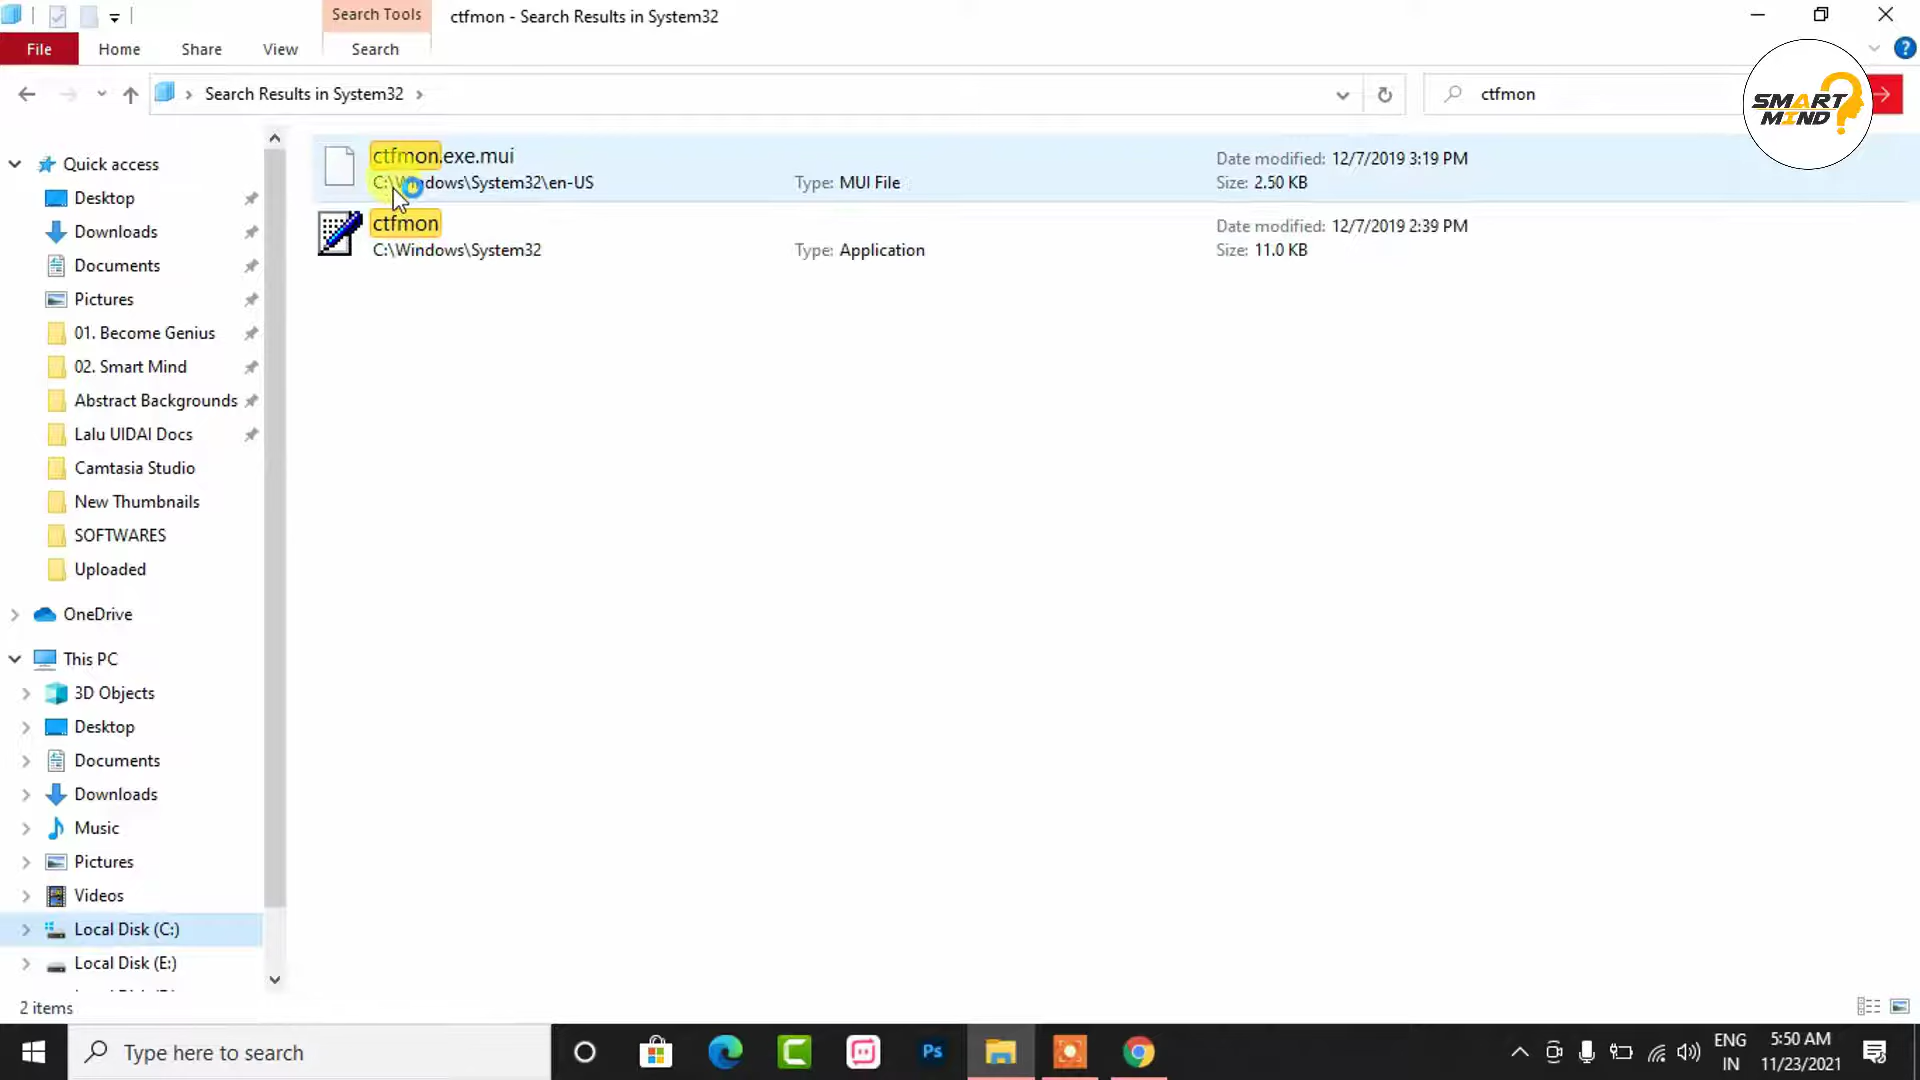 Search Tools
ctfmon - Search Results in System32
File Home Share View Search
Search Results in System32
ctfmon
SMART MIND
Quick access
Desktop
Downloads
Documents
Pictures
01. Become Genius
02. Smart Mind
Abstract Backgrounds
Lalu UIDAI Docs
Camtasia Studio
New Thumbnails
SOFTWARES
Uploaded
OneDrive
This PC
3D Objects
Desktop
Documents
Downloads
Music
Pictures
Videos
Local Disk (C:)
Local Disk (E:)
ctfmon.exe.mui
Date modified: 12/7/2019 3:19 PM
C:\Windows\System32\en-US Type: MUI File Size: 2.50 KB
ctfmon
Date modified: 12/7/2019 2:39 PM
C:\Windows\System32 Type: Application Size: 11.0 KB
2 items
Type here to search
Ps
ENG
IN
5:50 AM
11/23/2021